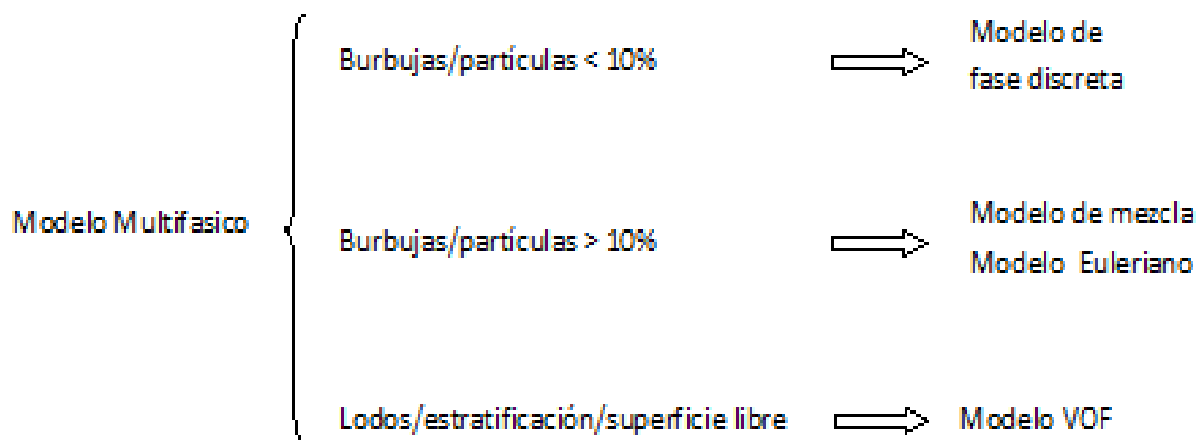 Modelo de
Burbujas/partículas < 10%
fase discreta
Modelo de mezcla
Modelo Multifasico
Burbujas/partículas > 10%
Modelo Euleriano
Lodos/estratificación/superficie libre
Modelo VOF